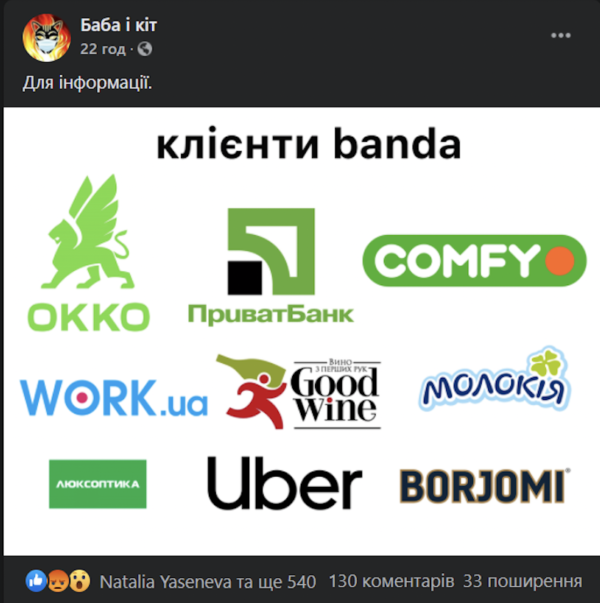 Баба і кіт
22 год ·
Для інформації.
клієнти banda
OKKO
ПриватБанк
COMFY
WORK.ua
Вино
з перших рук
Good
Wine
МОЛОКІЯ
ЛЮКСОПТИКА
Uber
BORJOMI
Natalia Yaseneva та ще 540
130 коментарів
33 поширення